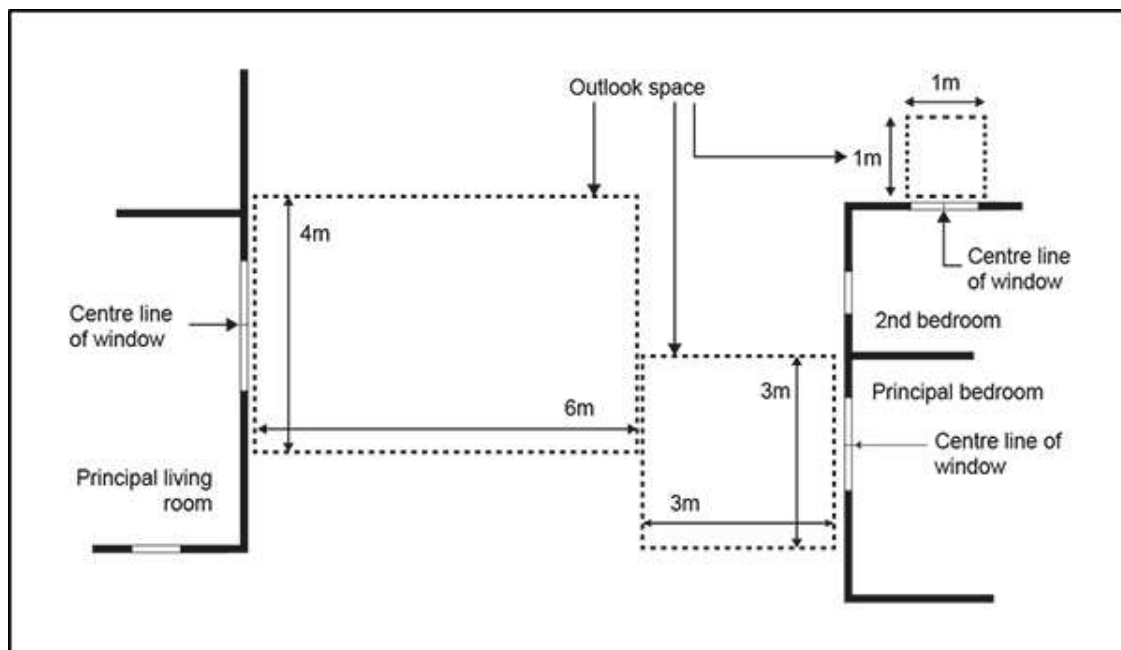 Outlook space
1m
1m
4m
Centre line
of window
Centre line
of window
2nd bedroom
6m
3m
Principal bedroom
Centre line of
window
Principal living
room
3m